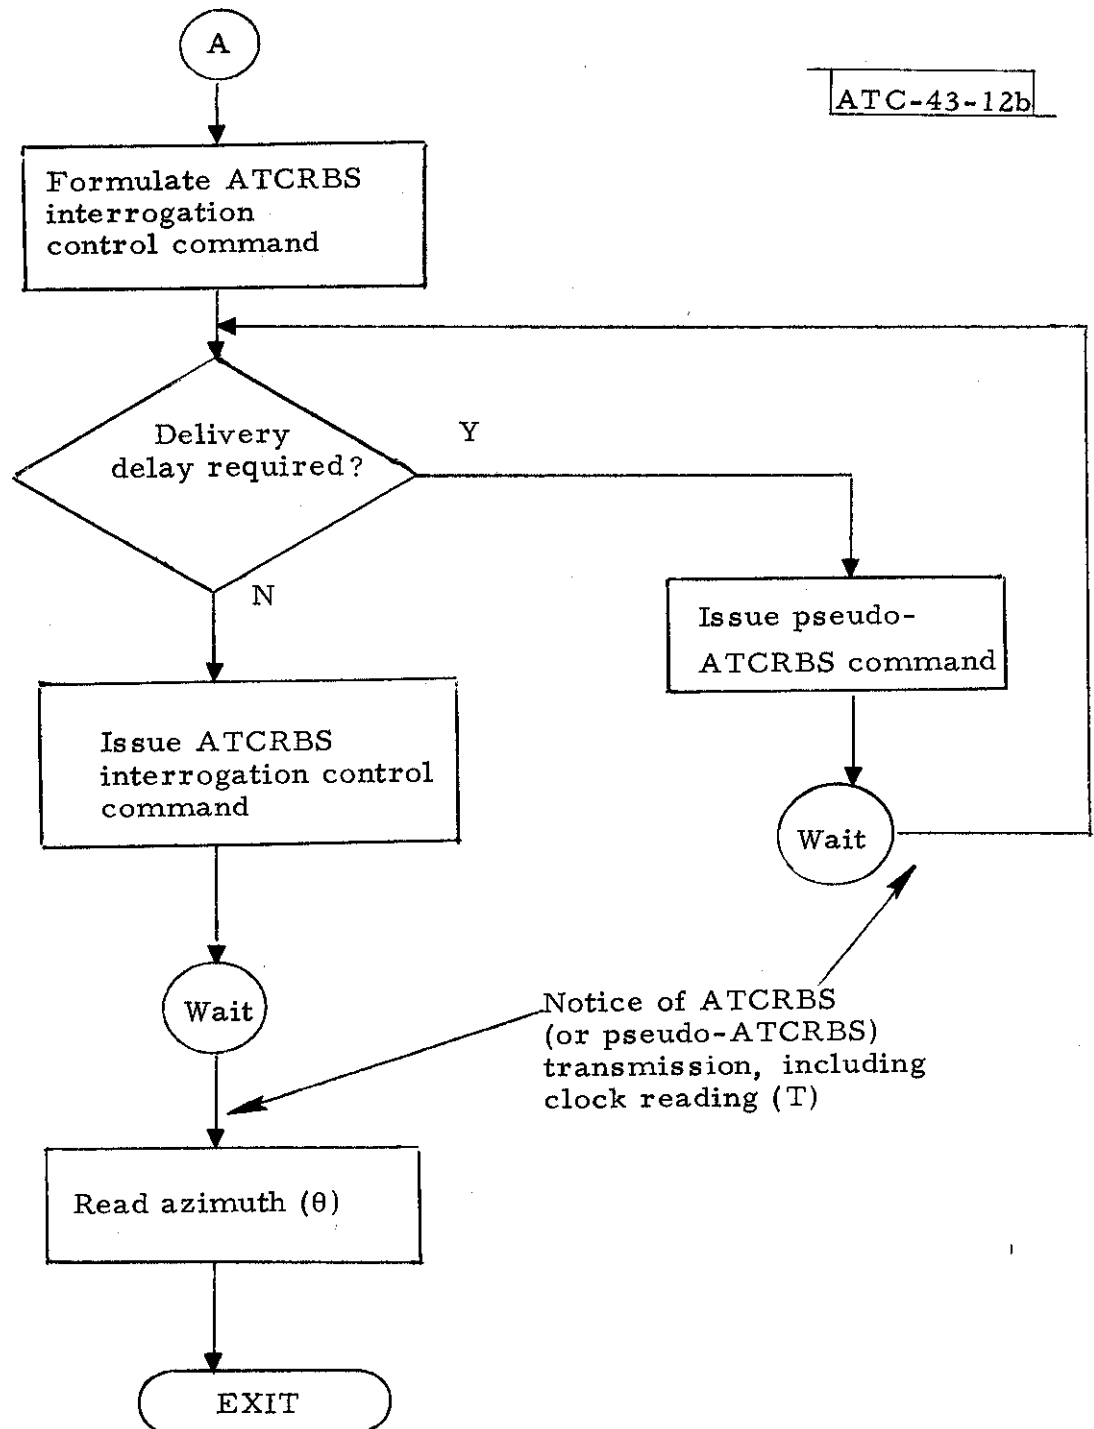 A
ATC-43-12b
Formulate ATCRBS
interrogation
control command
Delivery
delay required?
Y
N
Issue pseudo-
ATCRBS command
Issue ATCRBS
interrogation control
command
Wait
Wait
Notice of ATCRBS
(or pseudo-ATCRBS)
transmission, including
clock reading (T)
Read azimuth (θ)
EXIT